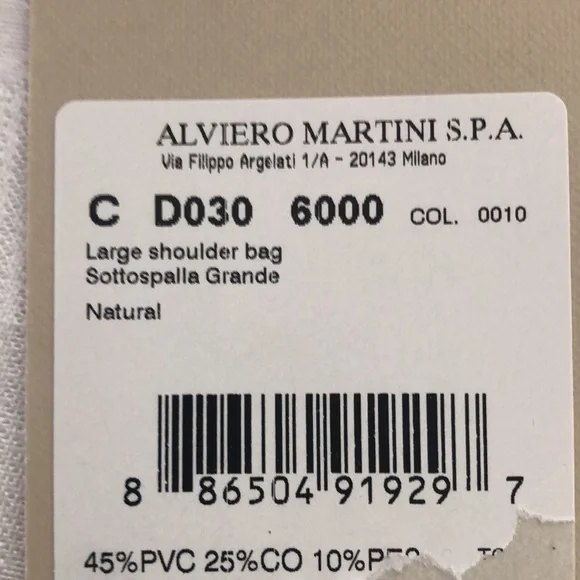 ALVIERO MARTINI S.P.A.
Via Filippo Argelati 1/A - 20143 Milano
C D030 6000 COL. 0010
Large shoulder bag
Sottospalla Grande
Natural
8 86504 91929 7
45%PVC 25%CO 10%